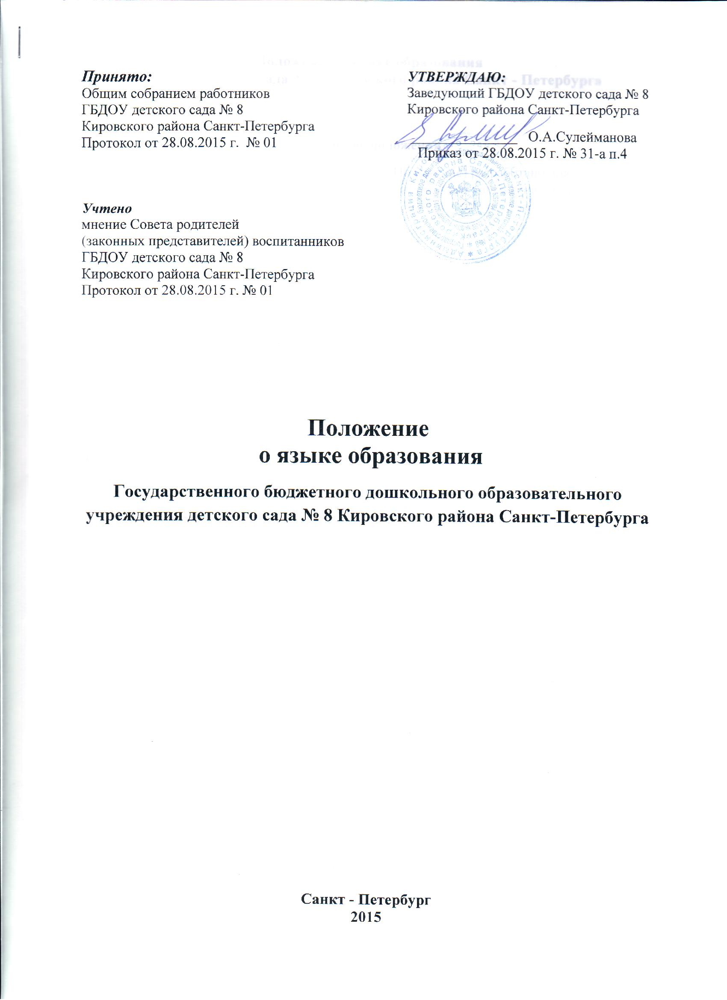 Принято:
Общим собранием работников
ГБДОУ детского сада № 8
Кировского района Санкт-Петербурга
Протокол от 28.08.2015 г. № 01
УТВЕРЖДАЮ:
Заведующий ГБДОУ детского сада № 8
Кировского района Санкт-Петербурга
О.А.Сулейманова
Приказ от 28.08.2015 г. № 31-а п.4
Учтено
мнение Совета родителей
(законных представителей) воспитанников
ГБДОУ детского сада № 8
Кировского района Санкт-Петербурга
Протокол от 28.08.2015 г. № 01
Положение
о языке образования
Государственного бюджетного дошкольного образовательного
учреждения детского сада № 8 Кировского района Санкт-Петербурга
Санкт - Петербург
2015